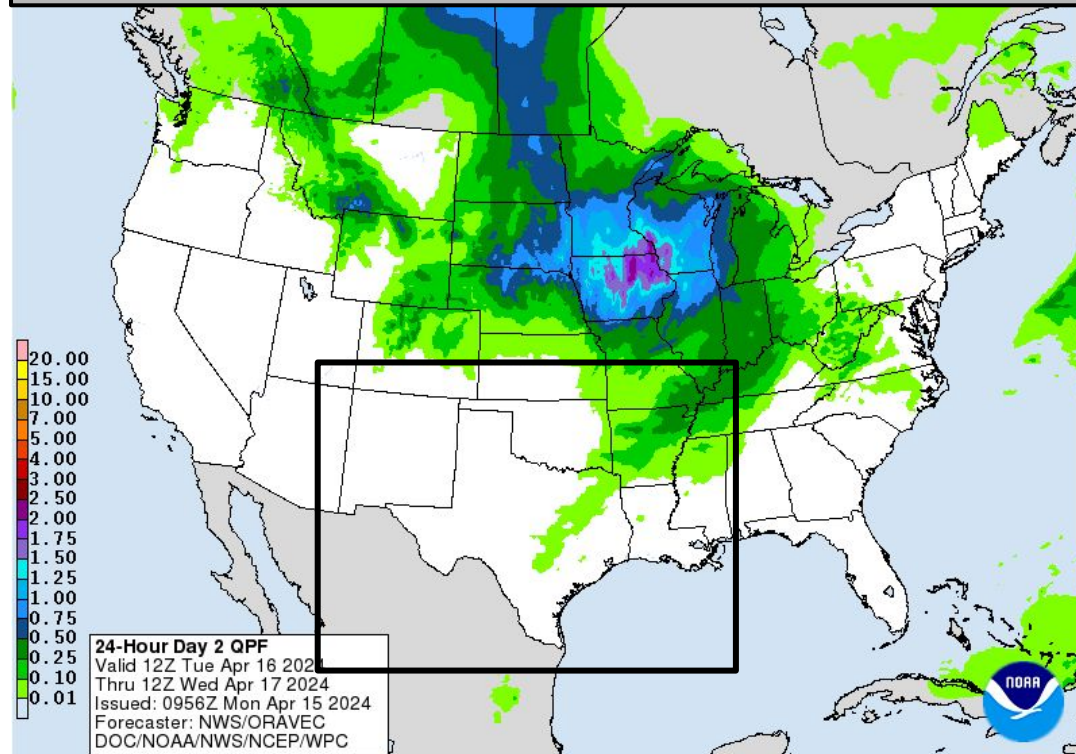 20.00
15.00
10.00
7.00
5.00
4.00
3.00
2.50
2.00
1.75
1.50
1.25
1.00
0.75
0.50
0.25
0.10
0.01
24-Hour Day 2 QPF
Valid 12Z Tue Apr 16 2024
Thru 12Z Wed Apr 17 2024
Issued: 0956Z Mon Apr 15 2024
Forecaster: NWS/ORAVEC
DOC/NOAA/NWS/NCEP/WPC
NOAA